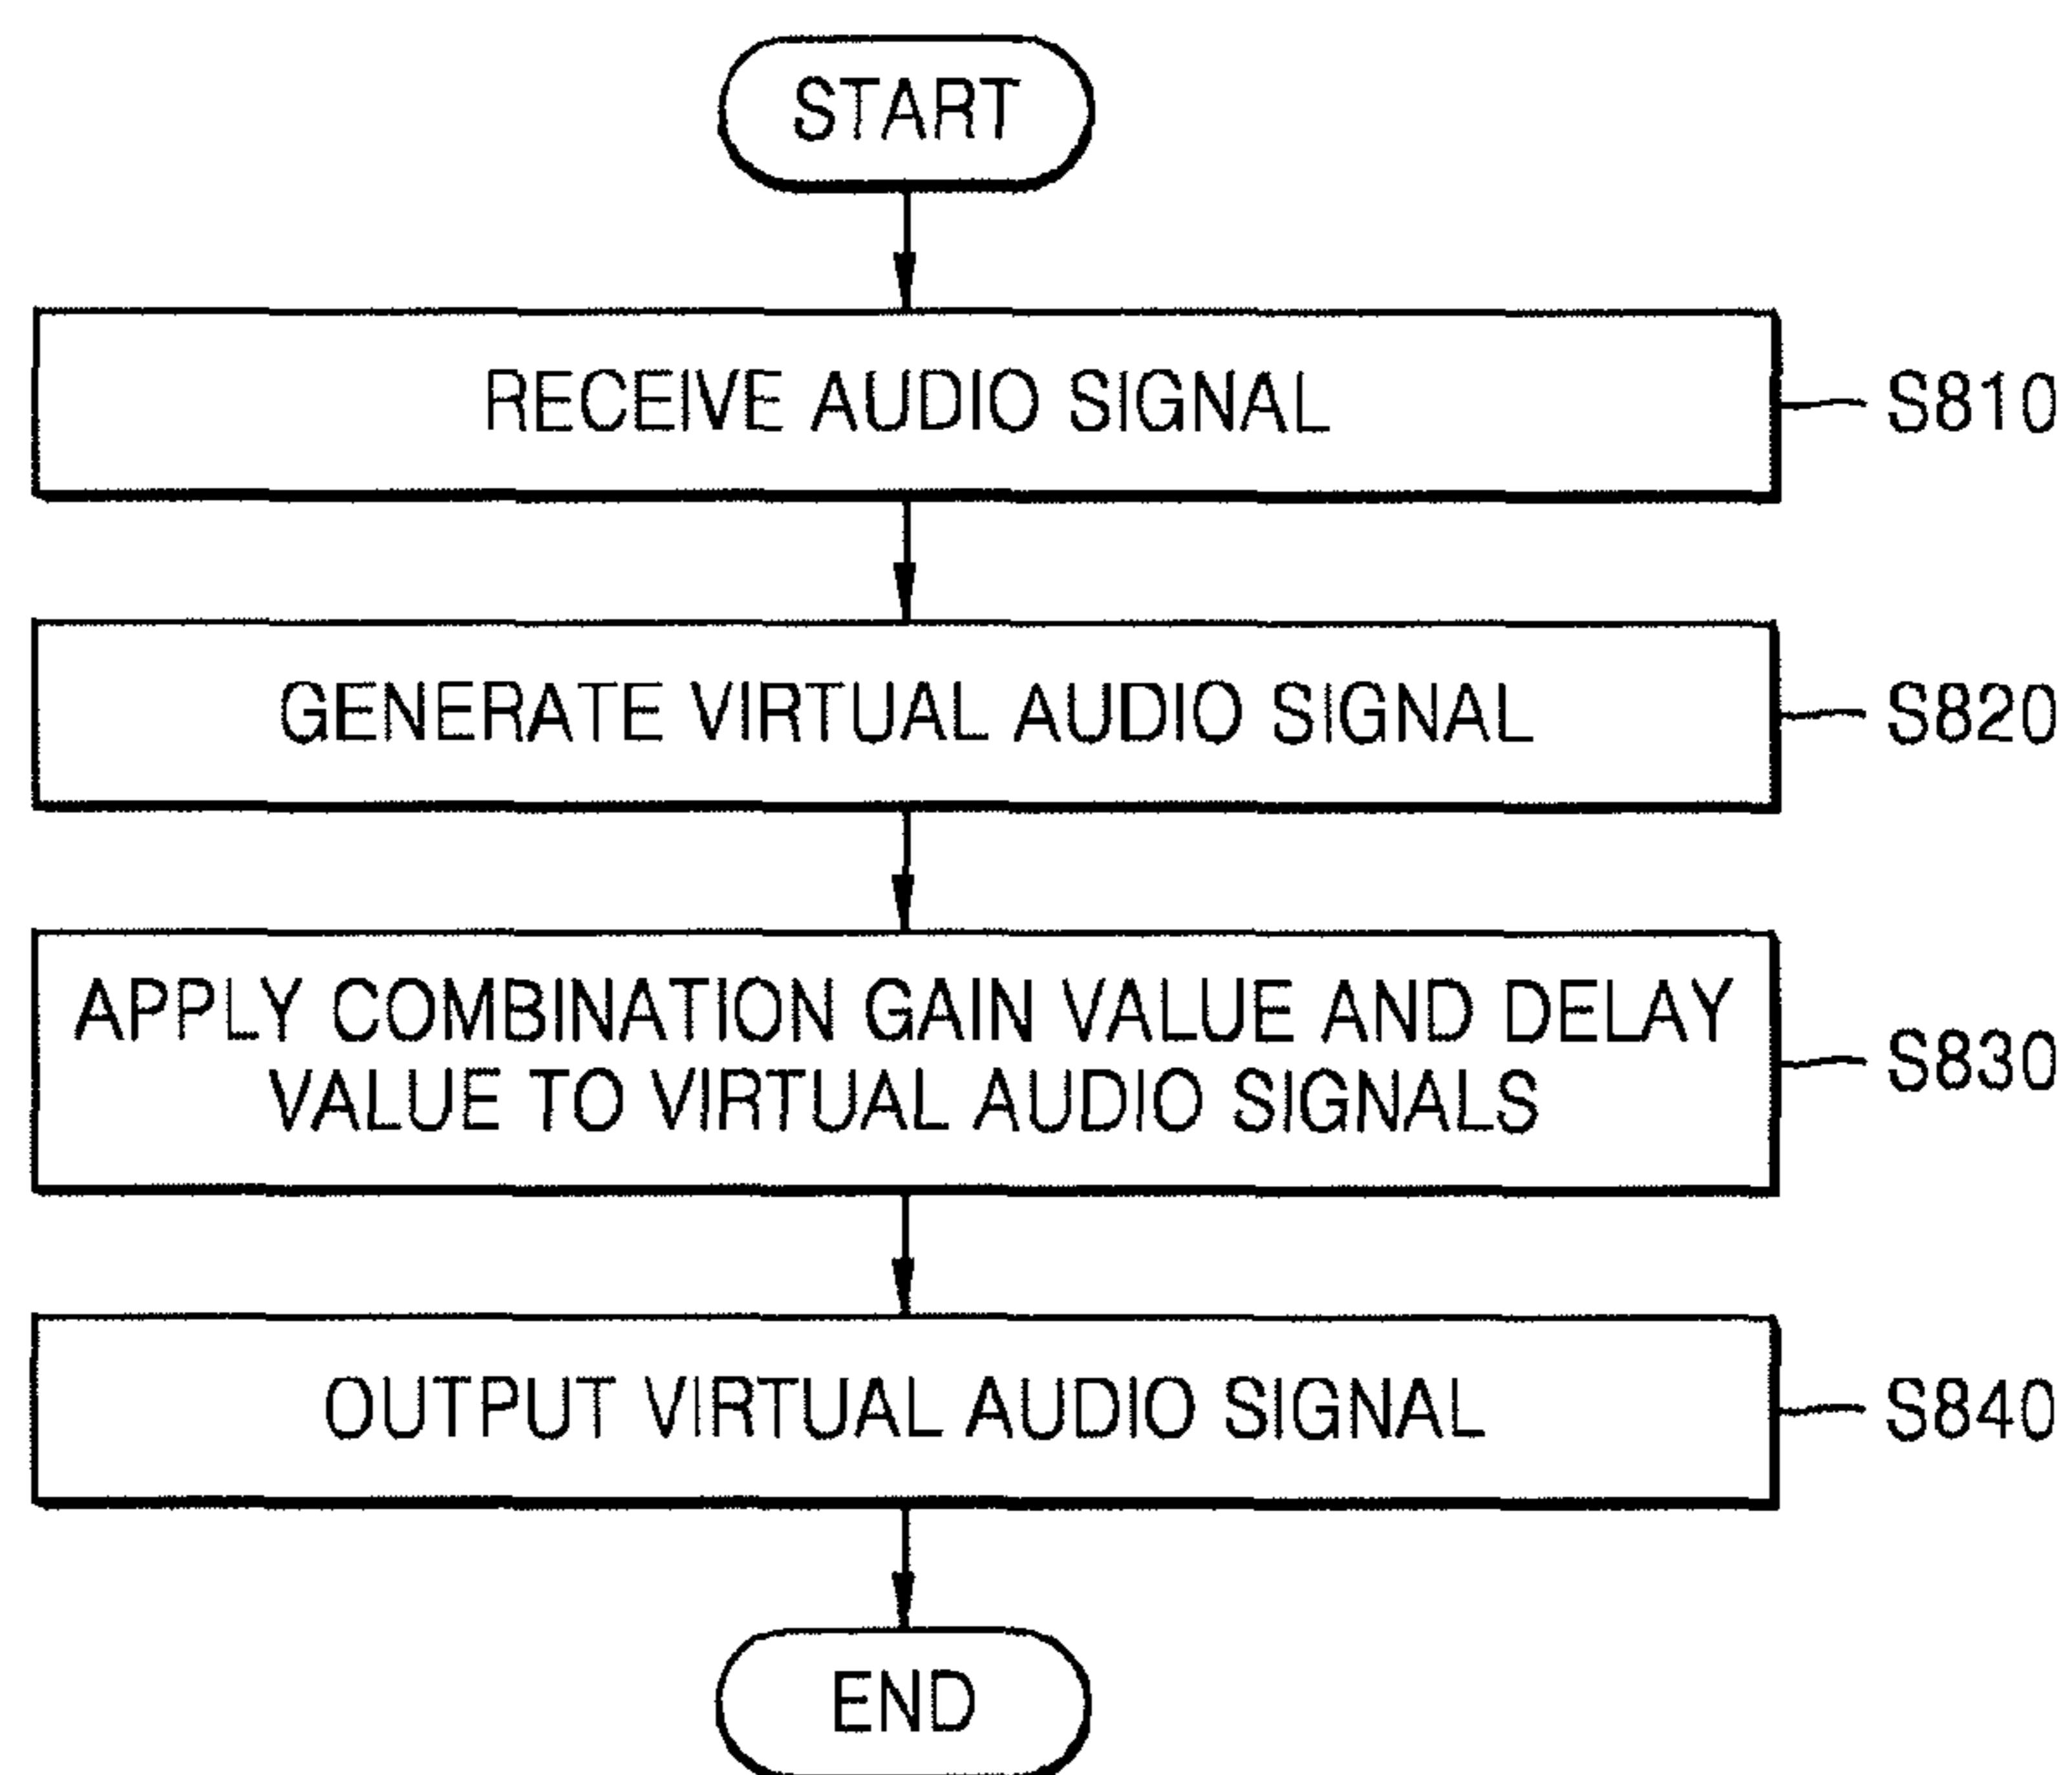 START
RECEIVE AUDIO SIGNAL
S810
GENERATE VIRTUAL AUDIO SIGNAL
S820
APPLY COMBINATION GAIN VALUE AND DELAY
VALUE TO VIRTUAL AUDIO SIGNALS
S830
OUTPUT VIRTUAL AUDIO SIGNAL
S840
END